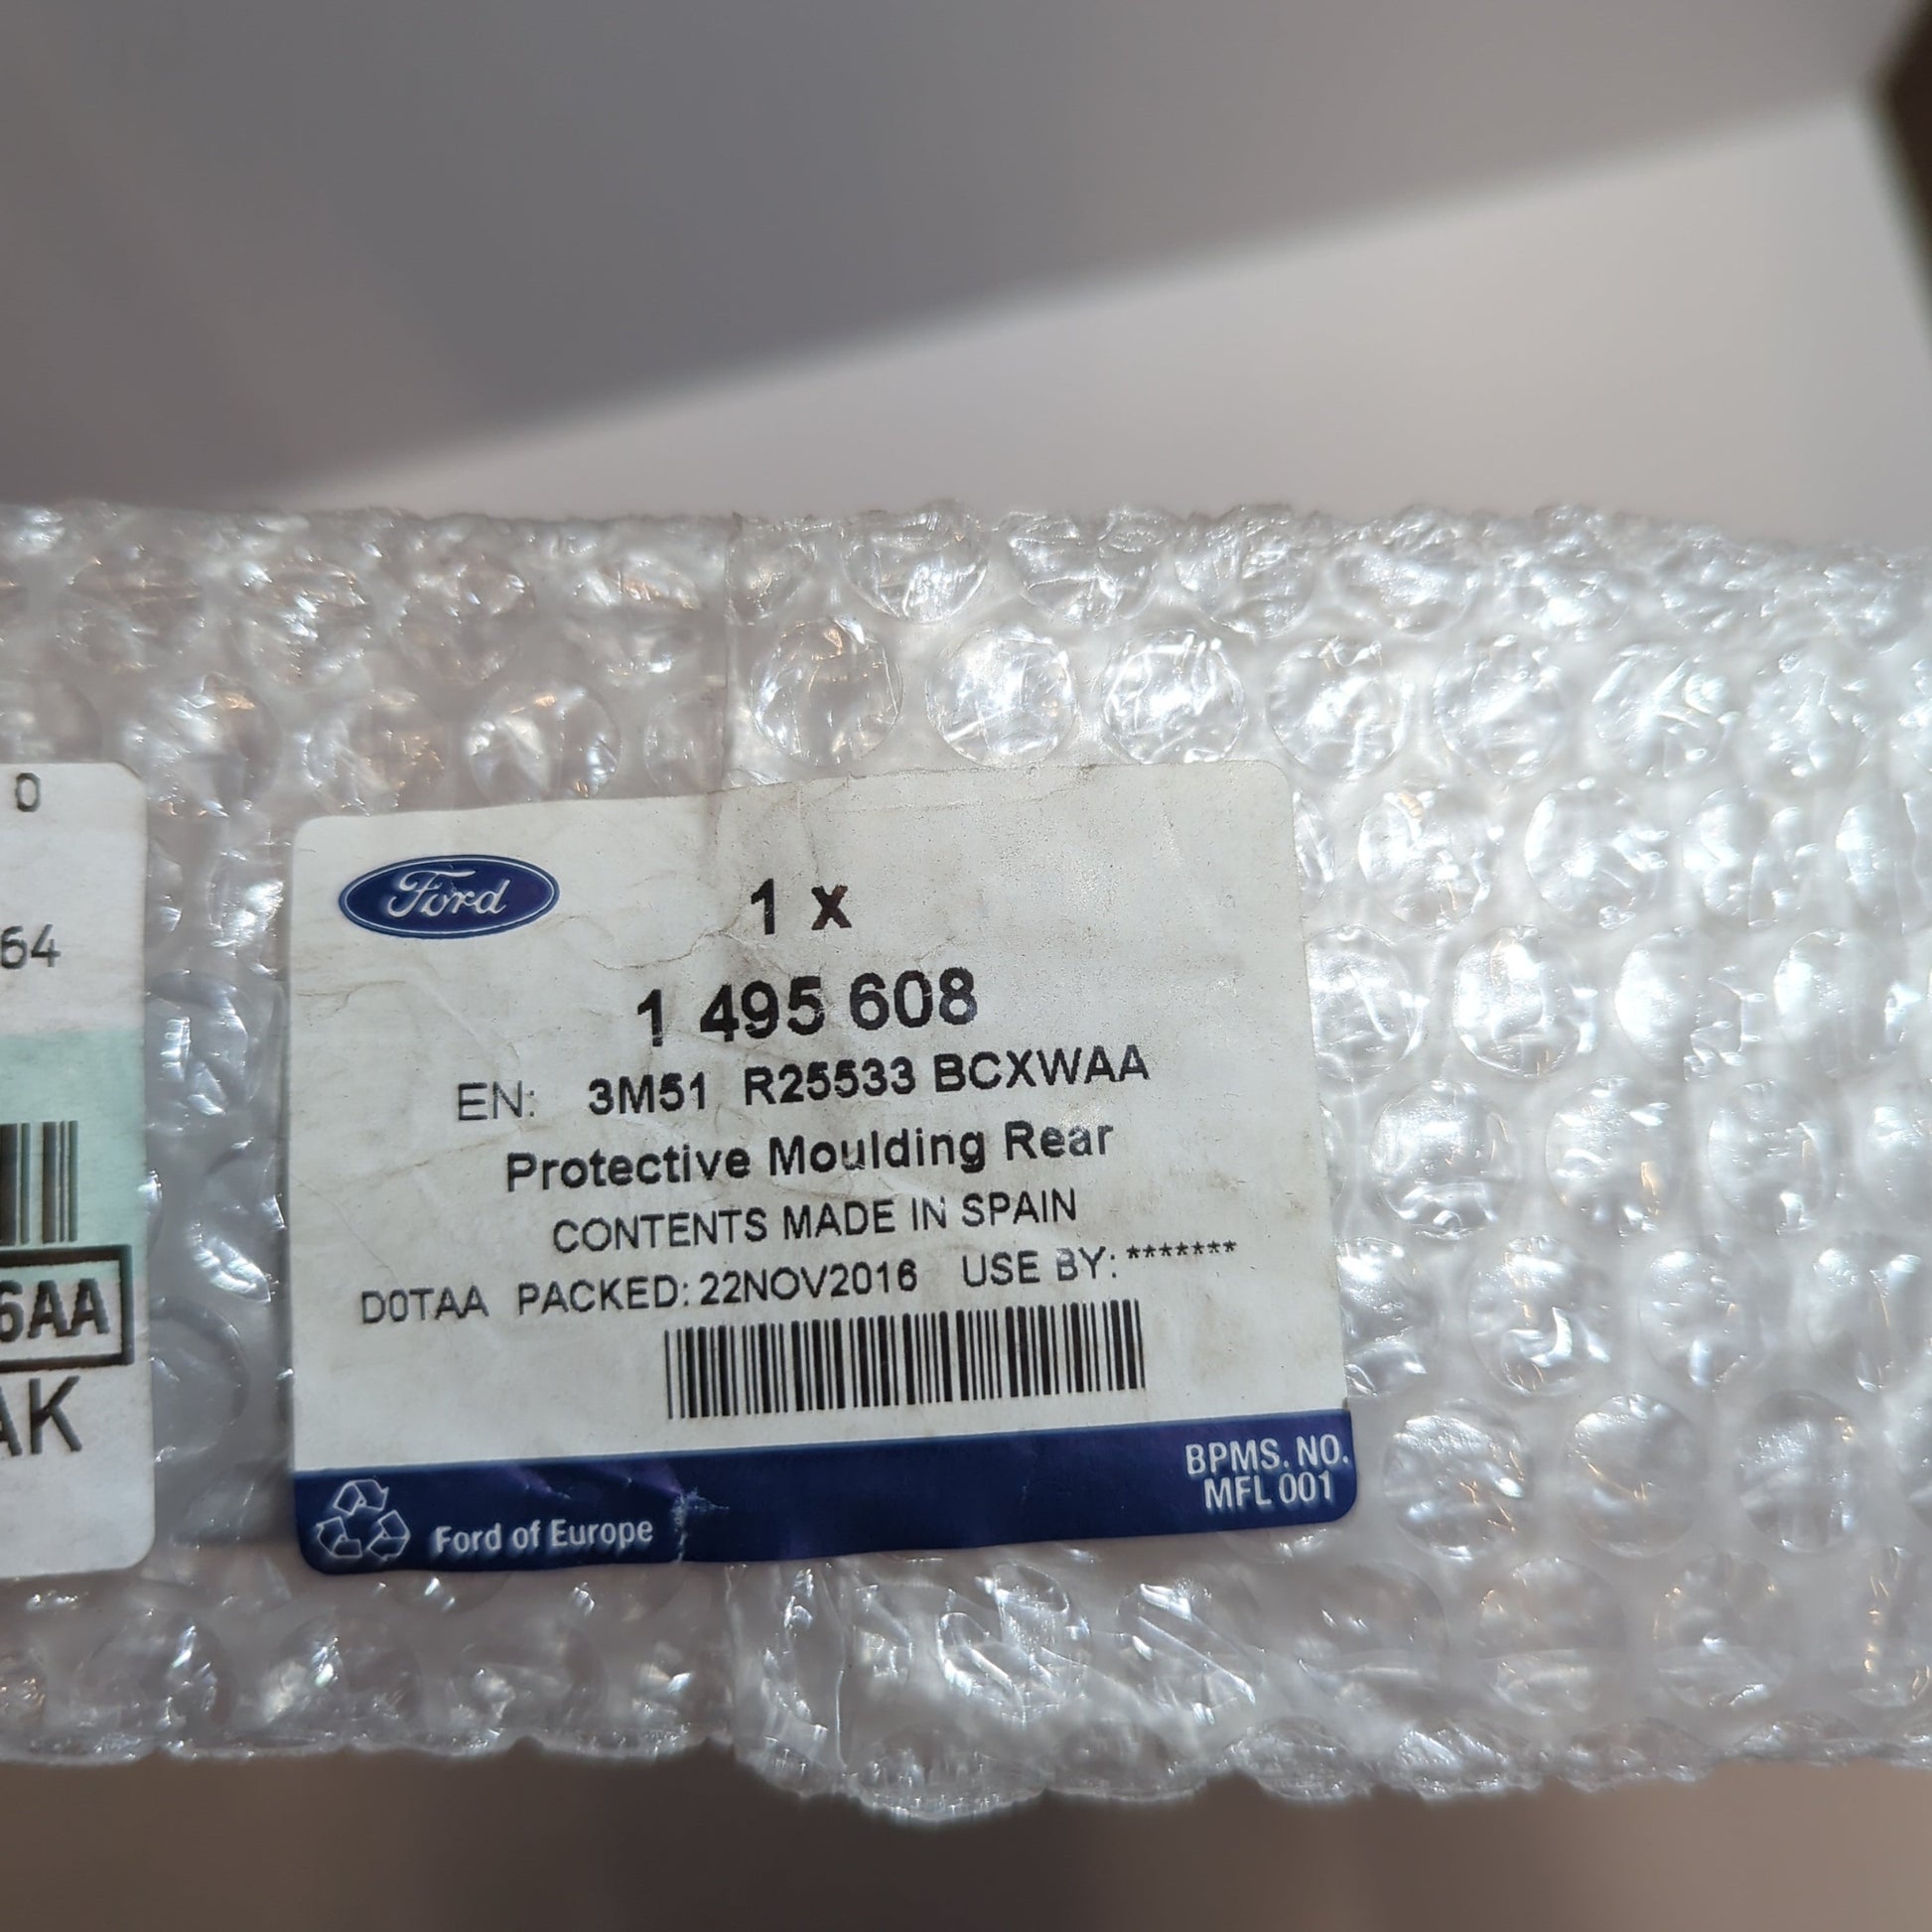 0
64
6AA
AK
Ford
1 x
1 495 608
EN: 3M51 R25533 BCXWAA
Protective Moulding Rear
CONTENTS MADE IN SPAIN
D0TAA PACKED: 22NOV2016 USE BY: *******
BPMS. NO.
MFL 001
Ford of Europe